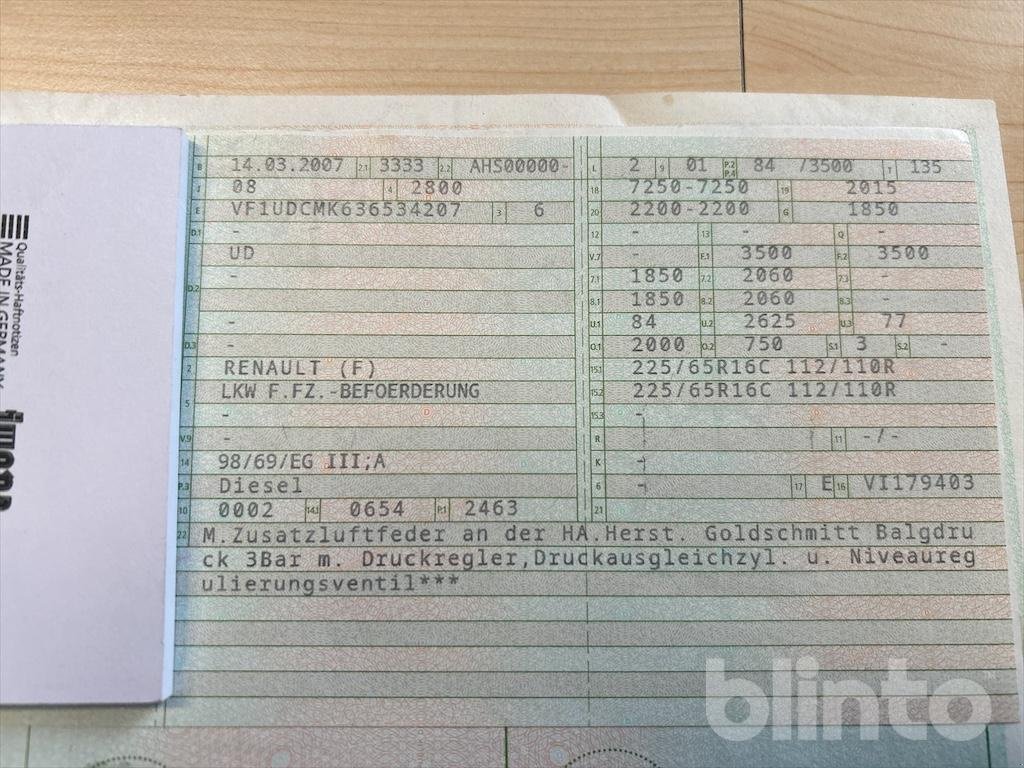 B 14.03.2007 2.1 3333 2.2 AHS00000- L 2 9 01 P.2 P.4 84 /3500 T 135
J 08 4 2800 18 7250-7250 19 2015
E VF1UDCMK636534207 3 6 20 2200-2200 G 1850
D.1 - 12 - 13 - Q -
UD V.7 - F.1 3500 F.2 3500
D.2 - 7.1 1850 7.2 2060 7.3 -
8.1 1850 8.2 2060 8.3 -
- U.1 84 U.2 2625 U.3 77
D.3 - O.1 2000 O.2 750 S.1 3 S.2 -
2 RENAULT (F) 15.1 225/65R16C 112/110R
5 LKW F.FZ.-BEFOERDERUNG 15.2 225/65R16C 112/110R
- 15.3 -
V.9 - R 11 -/-
14 98/69/EG III;A K -
P.3 Diesel 6 - 17 E 16 VI179403
10 0002 14.1 0654 P.1 2463 21
22 M.Zusatzluftfeder an der HA.Herst. Goldschmitt Balgdru
ck 3Bar m. Druckregler,Druckausgleichzyl. u. Niveaureg
ulierungsventil***
Qualitäts-Haftnotizen
MADE IN GERMANY
blinto